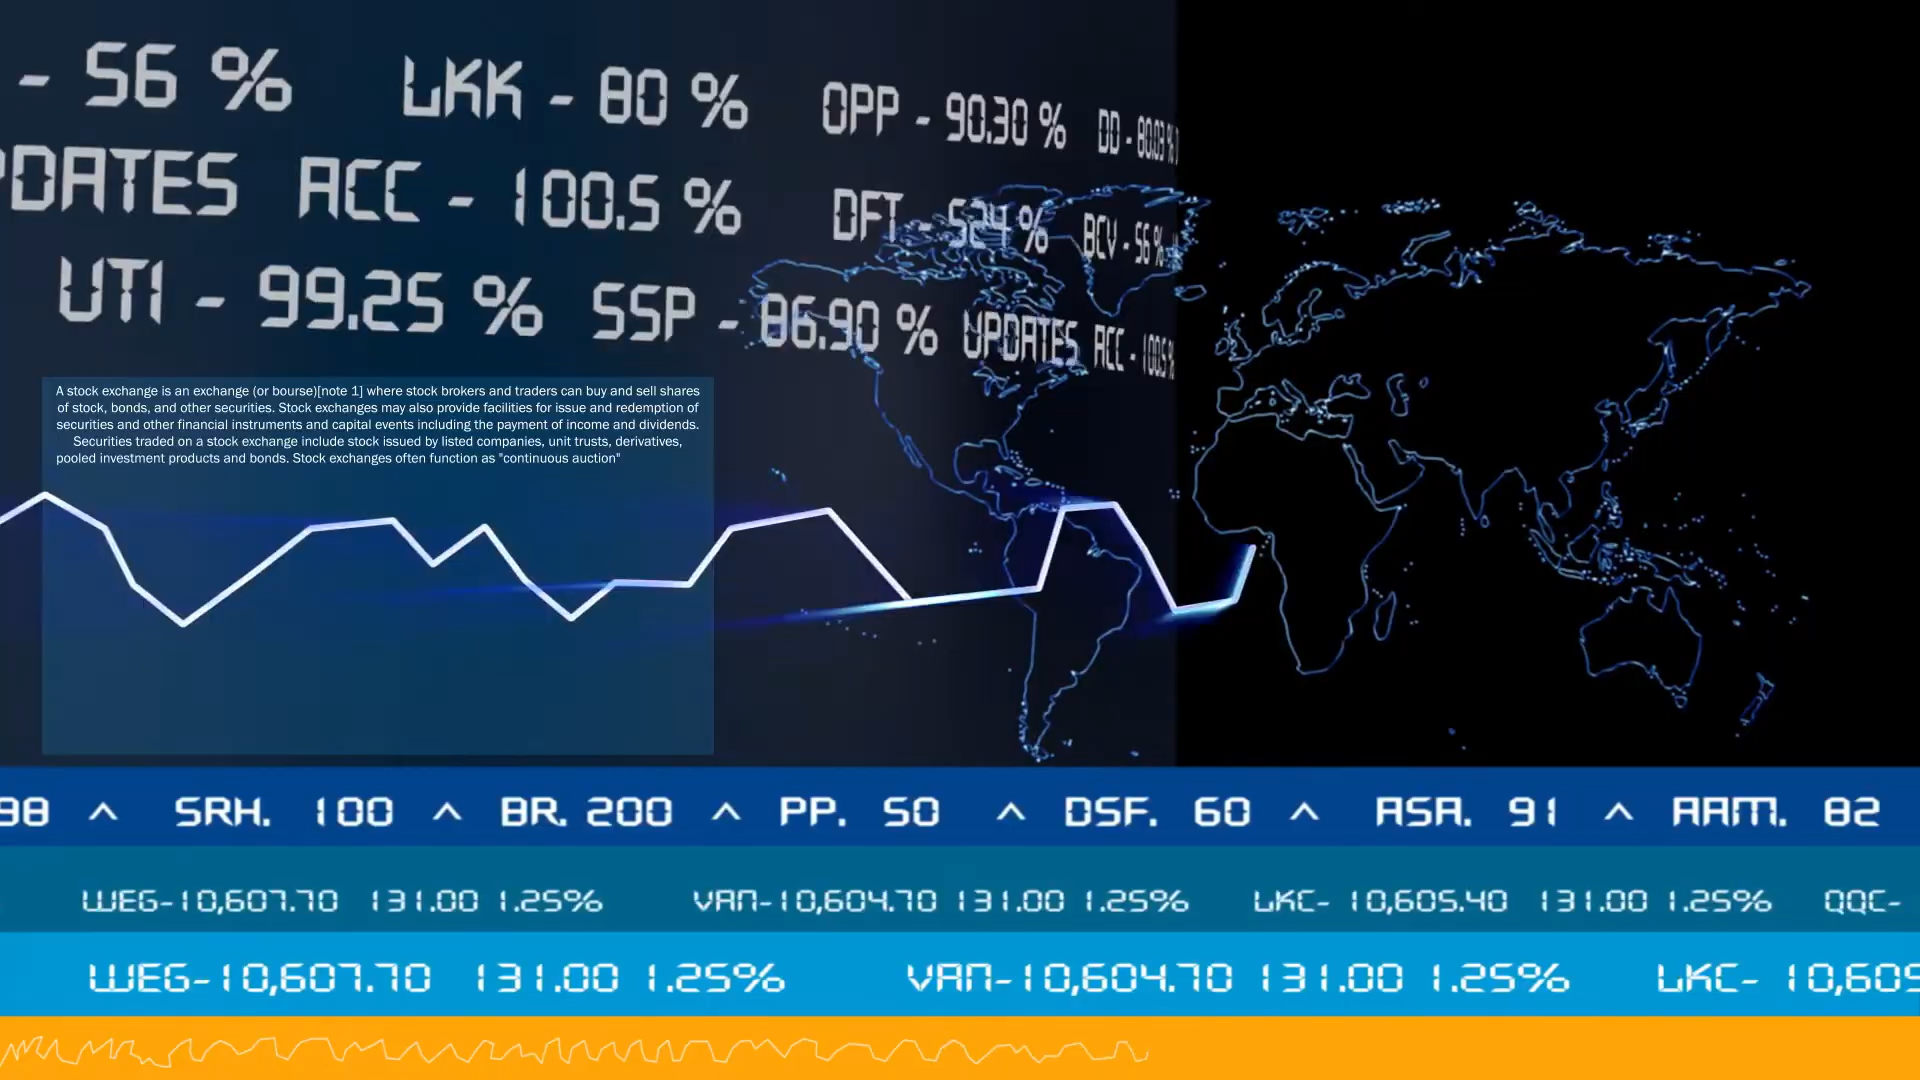 - 56 %   LKK - 80 %   OPP - 90.30 %   DD - 80.03 %
PDATES   ACC - 100.5 %   DFT - 524 %   BCV - 56 %
UTI - 99.25 %   SSP - 86.90 %   UPDATES   ACC - 100.5 %
A stock exchange is an exchange (or bourse)[note 1] where stock brokers and traders can buy and sell shares
of stock, bonds, and other securities. Stock exchanges may also provide facilities for issue and redemption of
securities and other financial instruments and capital events including the payment of income and dividends.
Securities traded on a stock exchange include stock issued by listed companies, unit trusts, derivatives,
pooled investment products and bonds. Stock exchanges often function as "continuous auction"
98 ^ SRH. 100 ^ BR. 200 ^ PP. 50 ^ DSF. 60 ^ ASA. 91 ^ AAM. 82
WEG-10,607.70 131.00 1.25%   VAN-10,604.70 131.00 1.25%   LKC- 10,605.40 131.00 1.25%   QQC-
WEG-10,607.70 131.00 1.25%   VAN-10,604.70 131.00 1.25%   LKC- 10,605